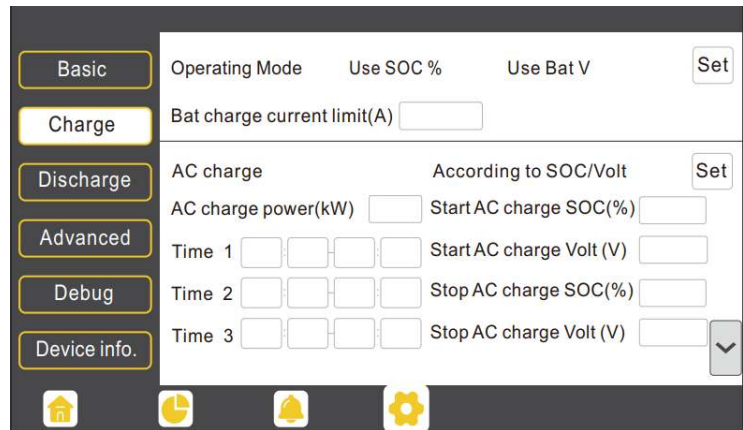 Basic
Charge
Discharge
Advanced
Debug
Device info.
Operating Mode Use SOC % Use Bat V Set
Bat charge current limit(A)
AC charge According to SOC/Volt Set
AC charge power(kW) Start AC charge SOC(%)
Time 1 : - : Start AC charge Volt (V)
Time 2 : - : Stop AC charge SOC(%)
Time 3 : - : Stop AC charge Volt (V)